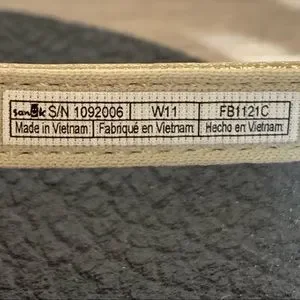 sanuk S/N 1092006 W11 FB1121C
Made in Vietnam Fabriqué en Vietnam Hecho en Vietnam